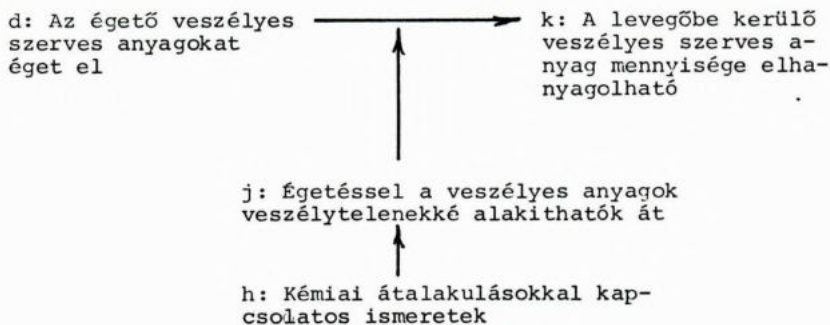 d: Az égető veszélyes
szerves anyagokat
éget el
k: A levegőbe kerülő
veszélyes szerves a-
nyag mennyisége elha-
nyagolható
j: Égetéssel a veszélyes anyagok
veszélytelenekké alakithatók át
h: Kémiai átalakulásokkal kap-
csolatos ismeretek